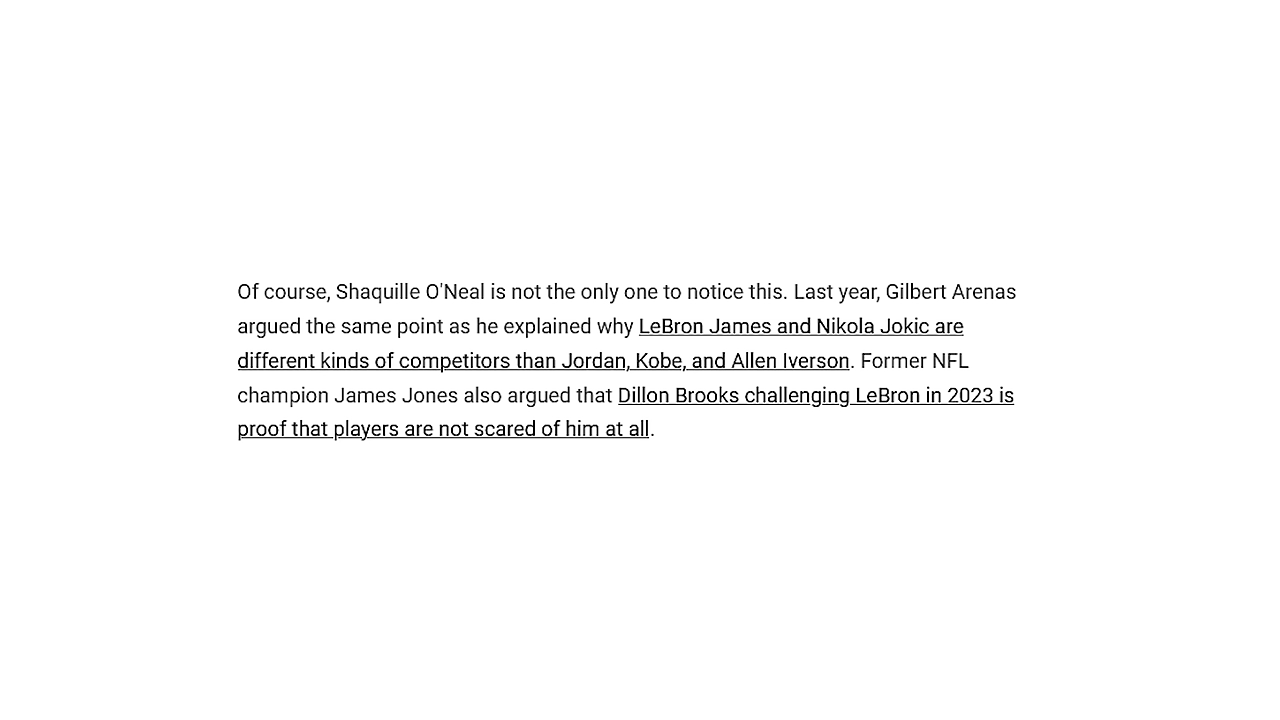 Of course, Shaquille O'Neal is not the only one to notice this. Last year, Gilbert Arenas
argued the same point as he explained why LeBron James and Nikola Jokic are
different kinds of competitors than Jordan, Kobe, and Allen Iverson. Former NFL
champion James Jones also argued that Dillon Brooks challenging LeBron in 2023 is
proof that players are not scared of him at all.